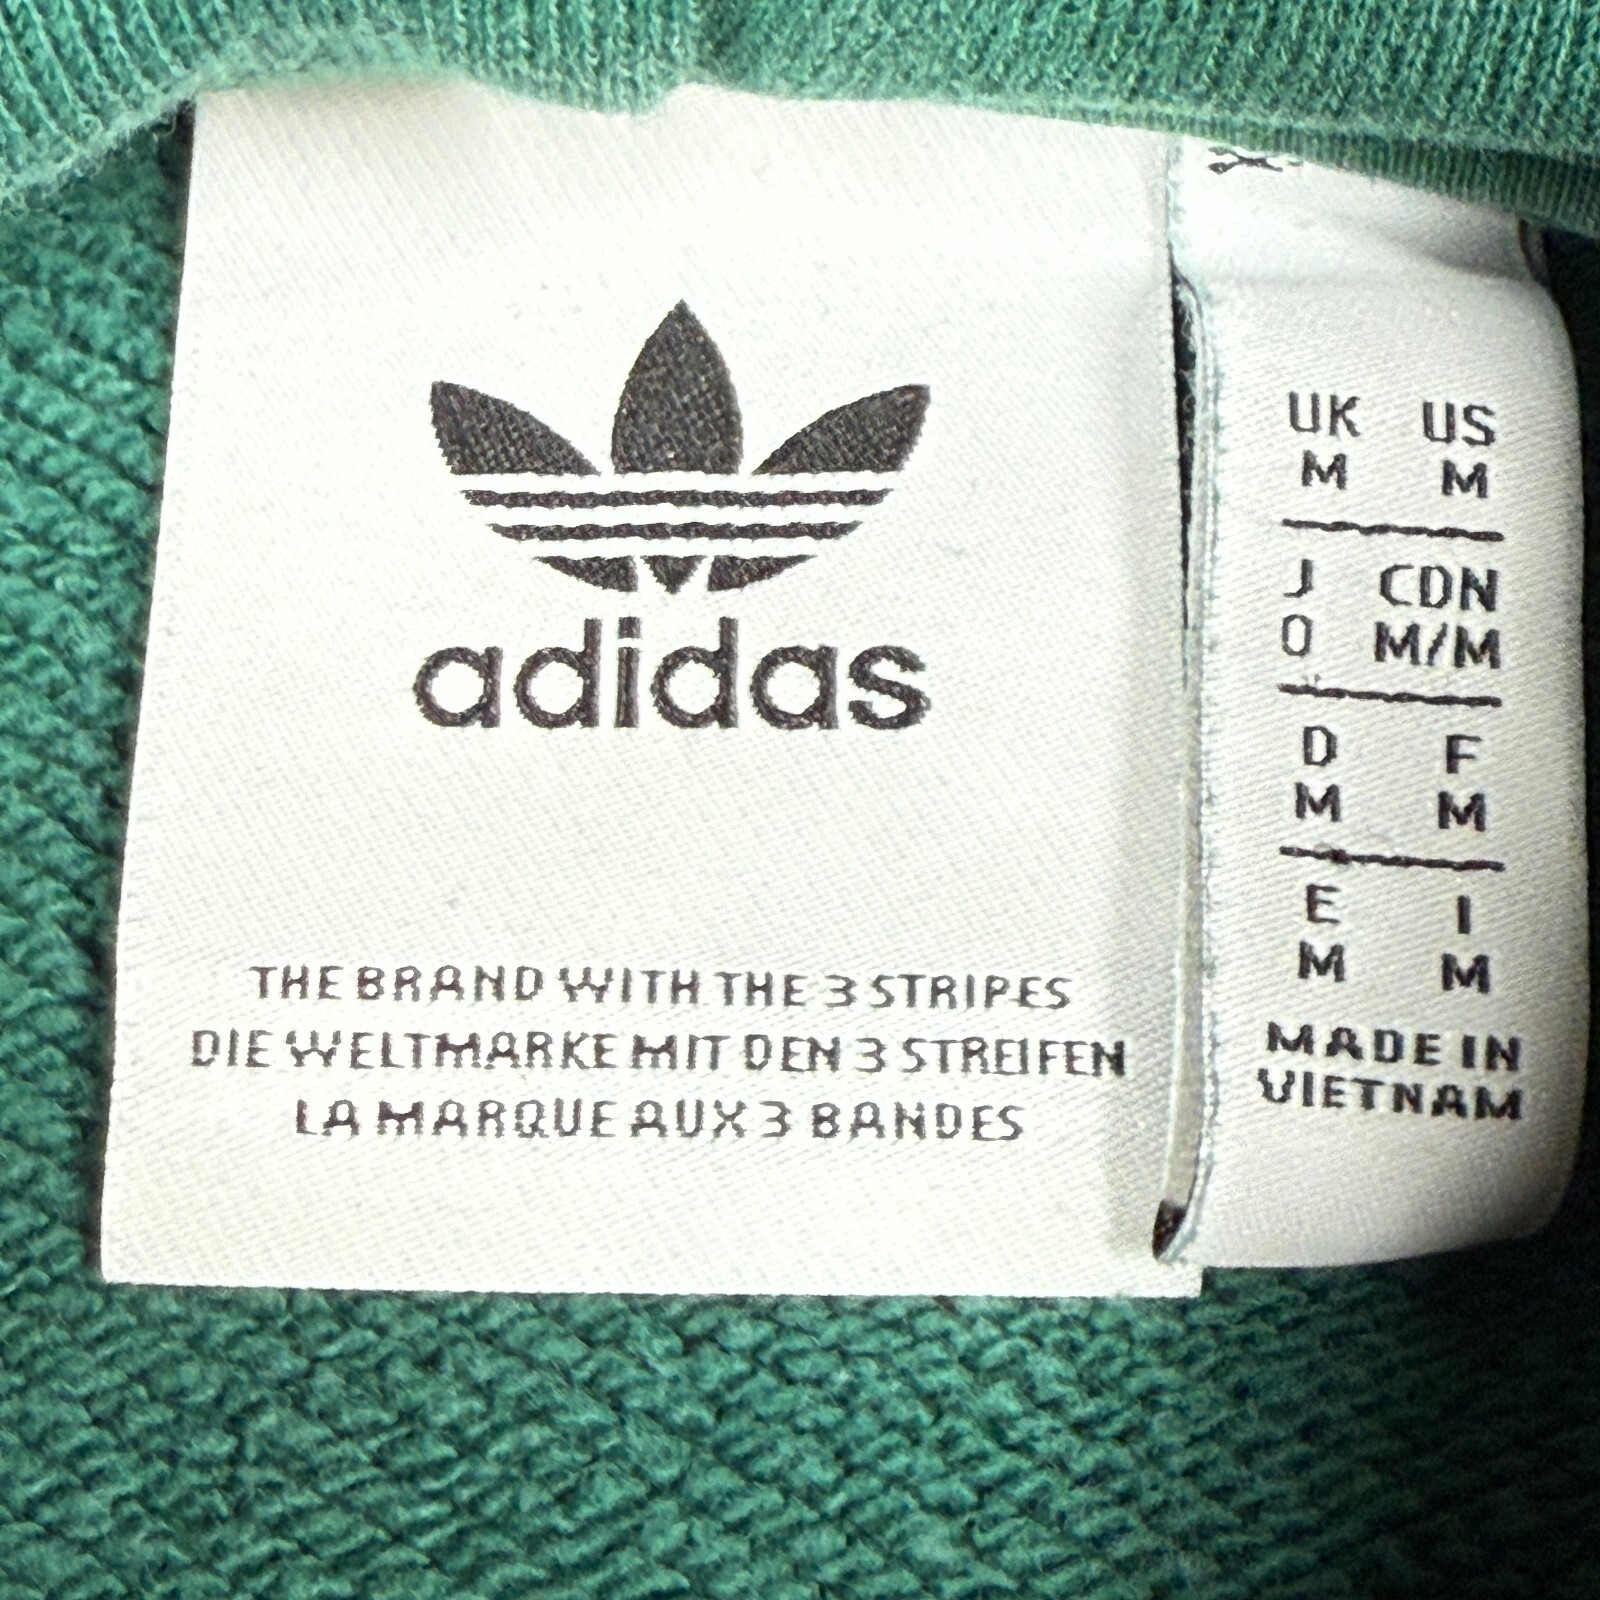 adidas
THE BRAND WITH THE 3 STRIPES
DIE WELTMARKE MIT DEN 3 STREIFEN
LA MARQUE AUX 3 BANDES
UK US
M M
J CDN
O M/M
D F
M M
E I
M M
MADE IN
VIETNAM